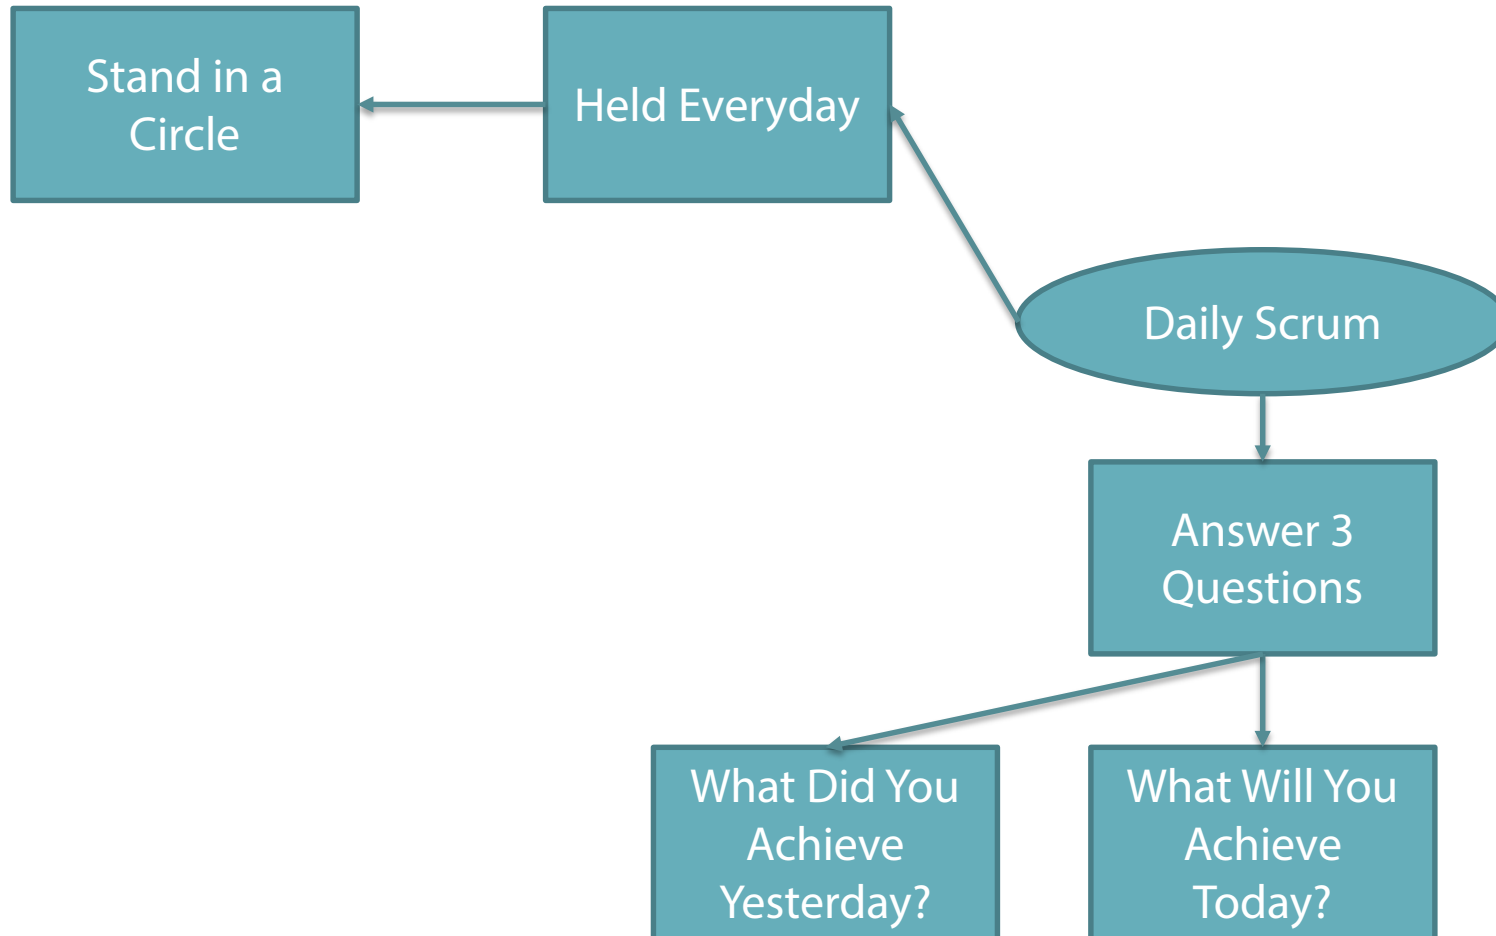 Stand in a
Circle
Held Everyday
Daily Scrum
Answer 3
Questions
What Did You
Achieve
Yesterday?
What Will You
Achieve
Today?